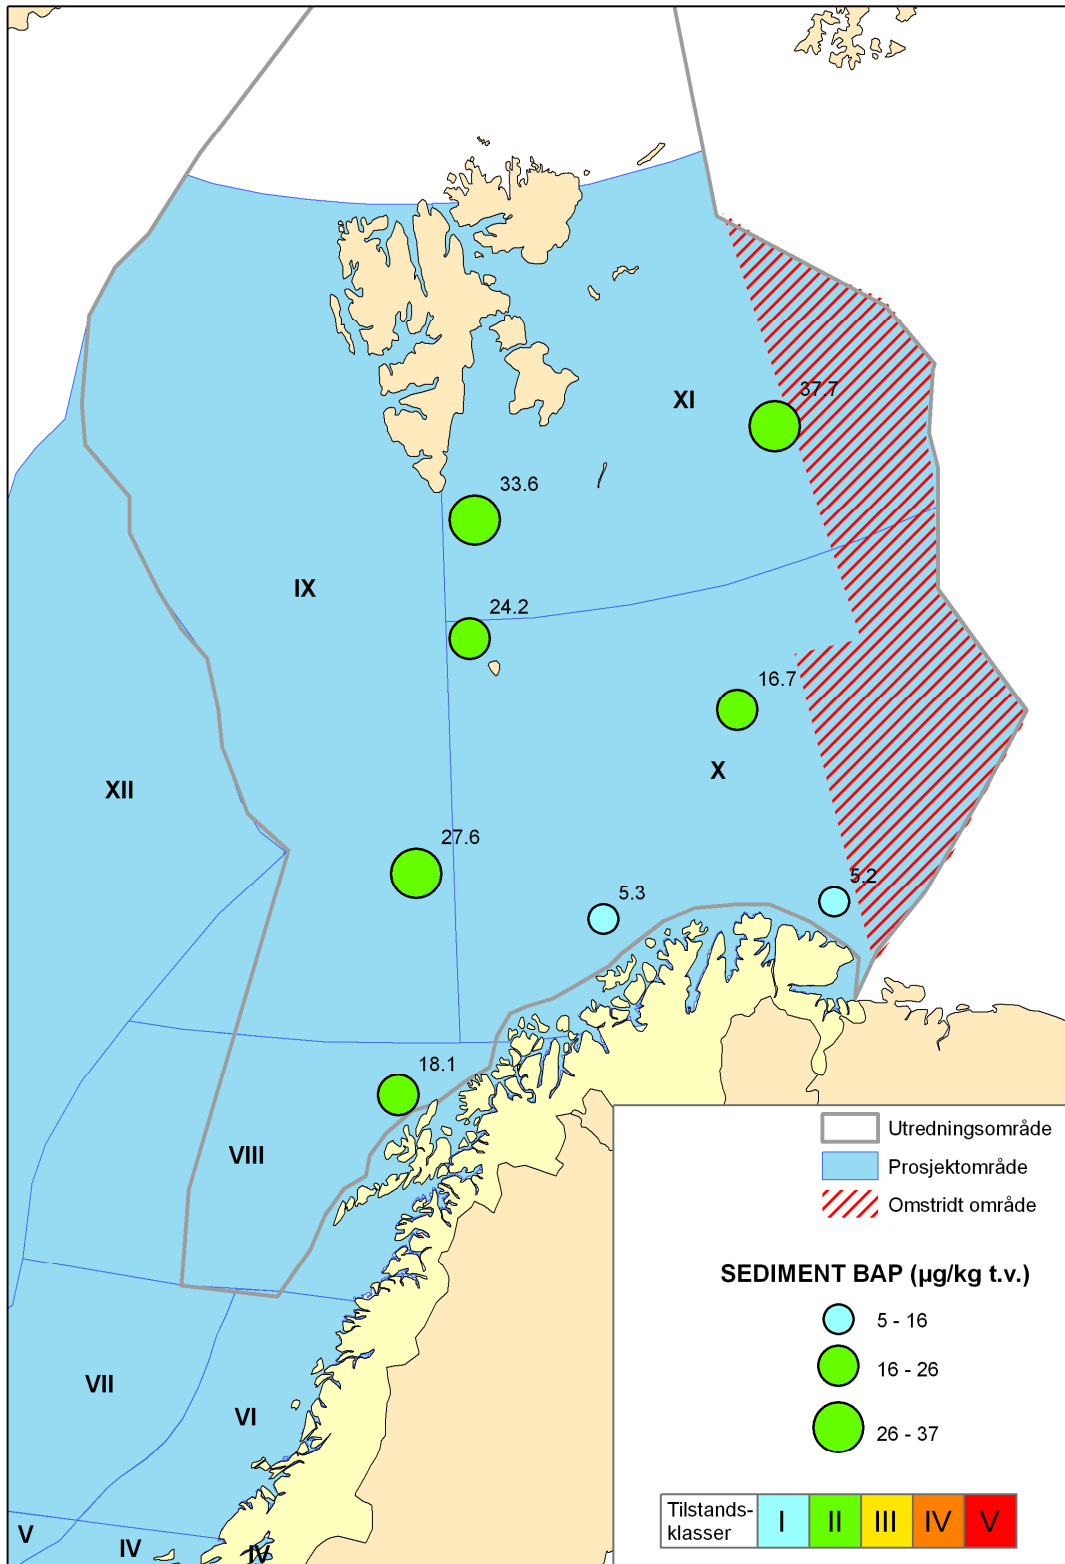 37.7
XI
33.6
IX
24.2
16.7
X
XII
27.6
5.2
5.3
18.1
VIII
Utredningsområde
Prosjektområde
Omstridt område
SEDIMENT BAP (µg/kg t.v.)
5 - 16
16 - 26
26 - 37
VII
VI
V
IV
IV
Tilstands-
klasser
I II III IV V